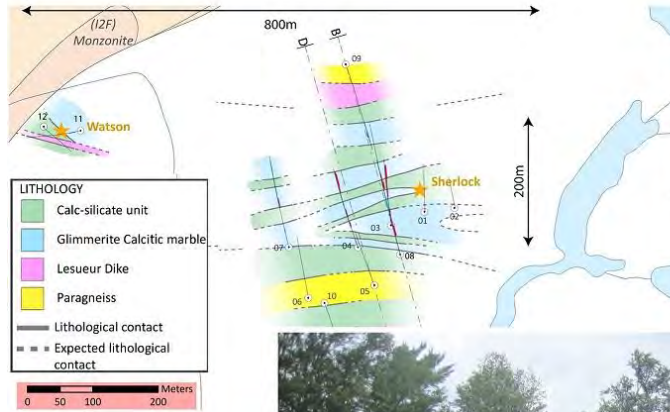 800m
(I2F)
Monzonite
D
B
09
12
11
Watson
Sherlock
200m
01
02
03
04
07
08
05
06
10
LITHOLOGY
Calc-silicate unit
Glimmerite Calcitic marble
Lesueur Dike
Paragneiss
Lithological contact
Expected lithological
contact
Meters
0 50 100 200